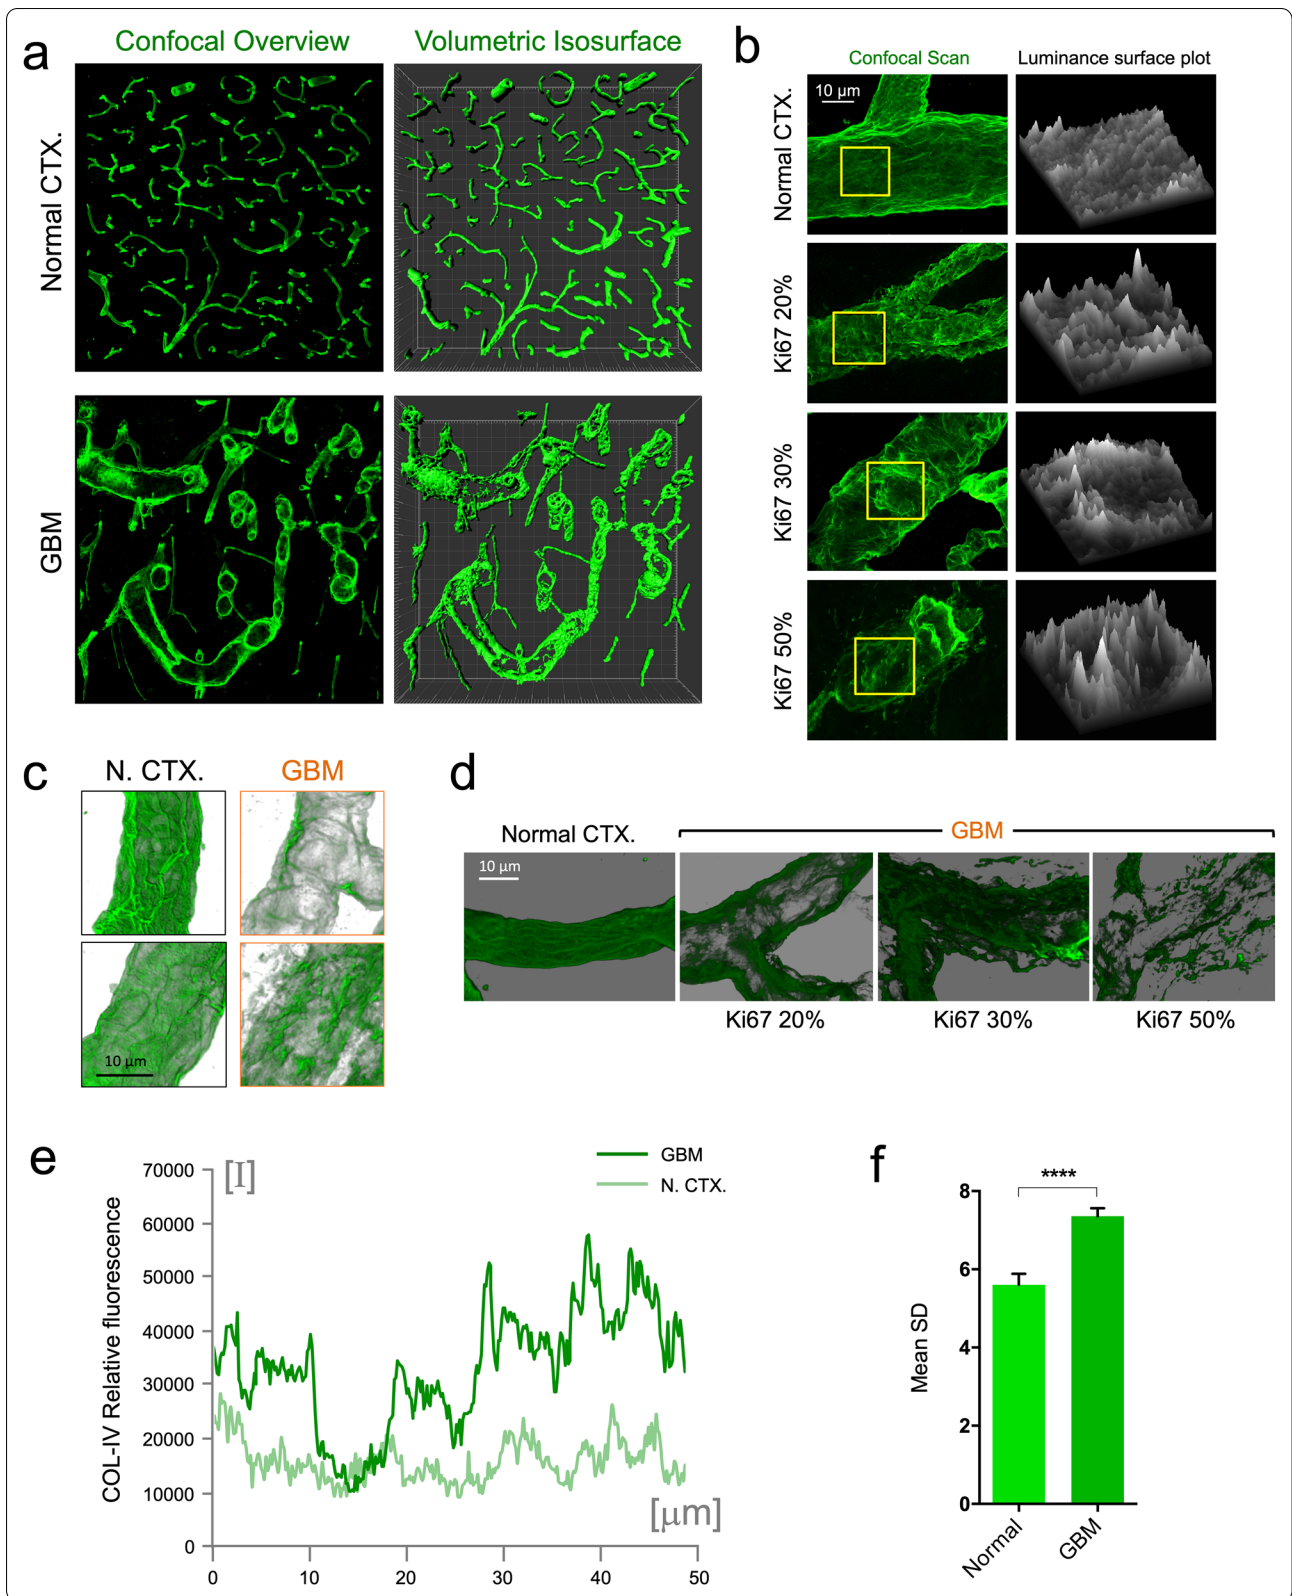 a
Confocal Overview
Volumetric Isosurface
Normal CTX.
GBM
b
Confocal Scan
Luminance surface plot
Normal CTX.
10 µm
Ki67 20%
Ki67 30%
Ki67 50%
c
N. CTX.
GBM
10 µm
d
Normal CTX.
GBM
10 µm
Ki67 20%
Ki67 30%
Ki67 50%
e
[I]
GBM
N. CTX.
COL-IV Relative fluorescence
70000
60000
50000
40000
30000
20000
10000
0
[µm]
0
10
20
30
40
50
f
****
Mean SD
8
6
4
2
0
Normal
GBM